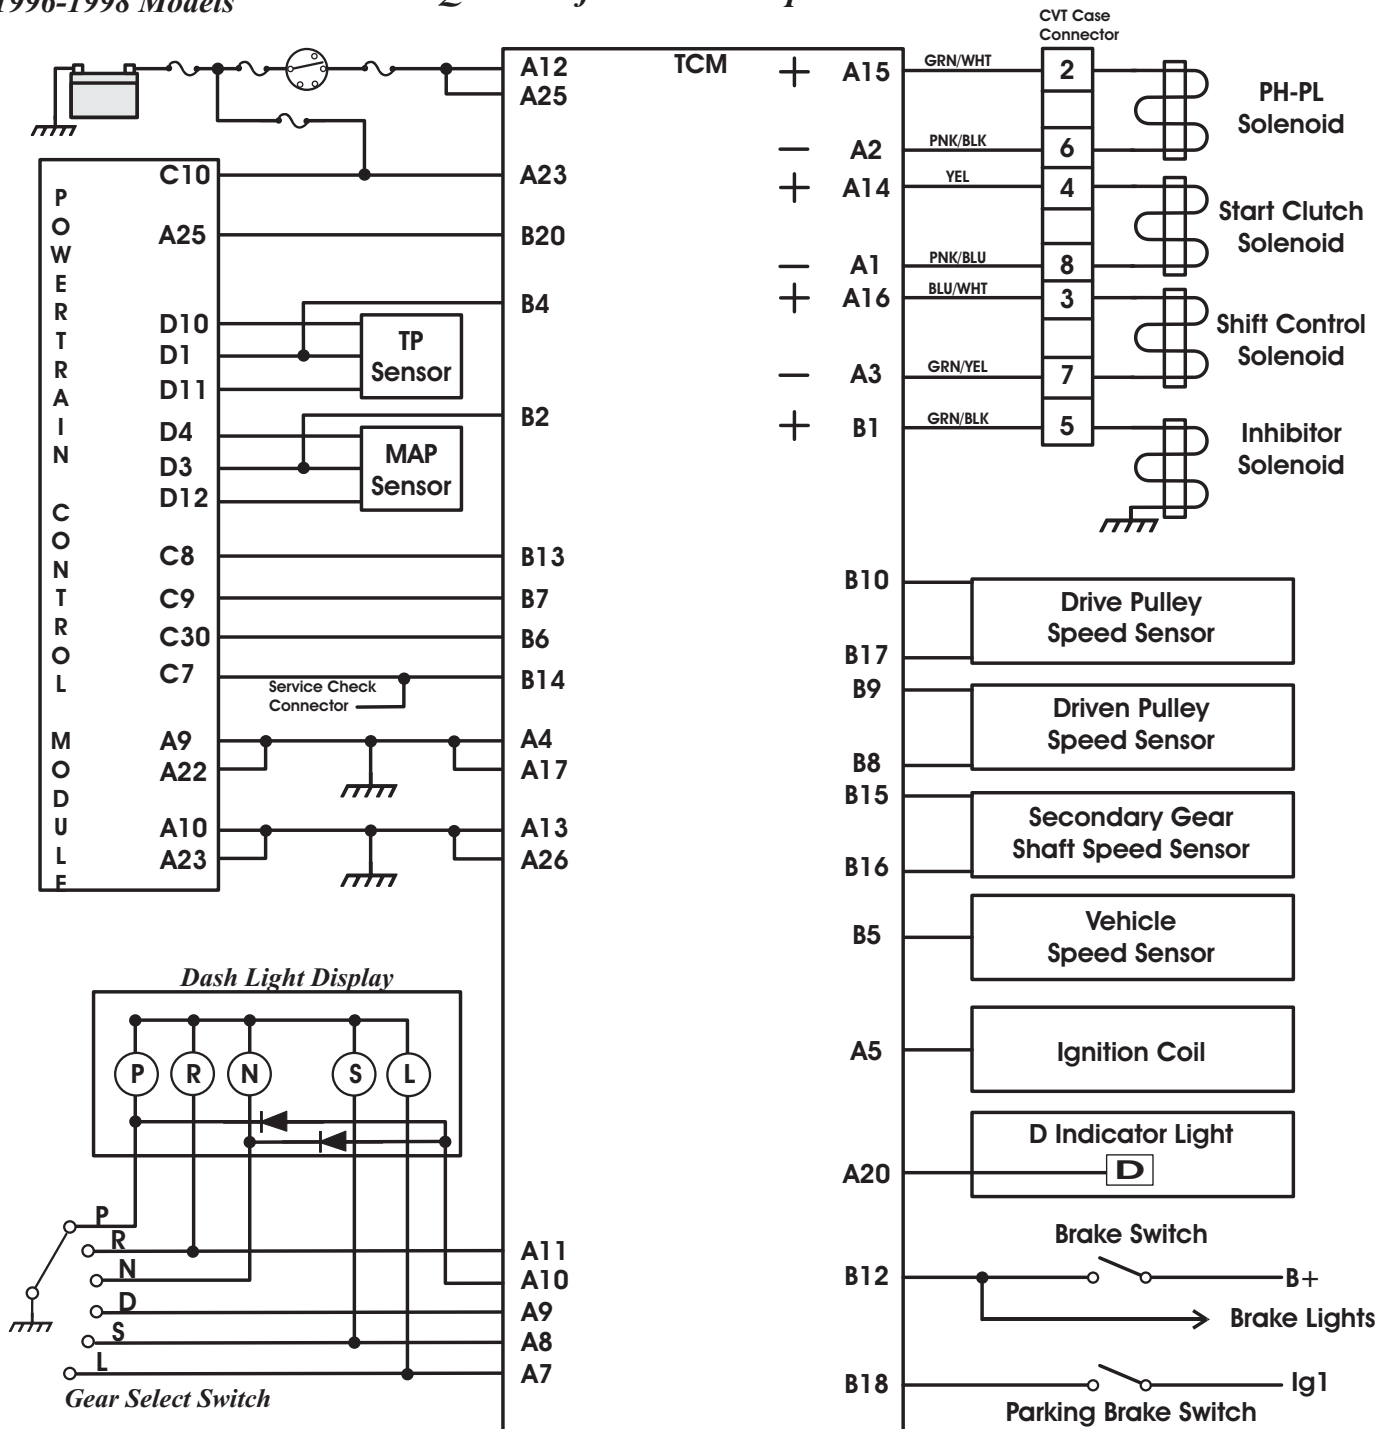 1996-1998 Models
CVT Case
Connector
TCM
A12
A25
C10
A23
A25
B20
B4
D10
D1
D11
TP
Sensor
B2
D4
D3
D12
MAP
Sensor
C8
B13
C9
B7
C30
B6
C7
B14
Service Check
Connector
A9
A22
A4
A17
A10
A23
A13
A26
POWERTRAIN CONTROL MODULE
+ A15 GRN/WHT 2
PH-PL
Solenoid
— A2 PNK/BLK 6
+ A14 YEL 4
Start Clutch
Solenoid
— A1 PNK/BLU 8
+ A16 BLU/WHT 3
Shift Control
Solenoid
— A3 GRN/YEL 7
+ B1 GRN/BLK 5
Inhibitor
Solenoid
B10
B17
Drive Pulley
Speed Sensor
B9
B8
Driven Pulley
Speed Sensor
B15
B16
Secondary Gear
Shaft Speed Sensor
B5
Vehicle
Speed Sensor
A5
Ignition Coil
D Indicator Light
A20
D
Brake Switch
B12
B+
Brake Lights
B18
Ig1
Parking Brake Switch
Dash Light Display
P R N S L
P
R
A11
N
A10
D
A9
S
A8
L
A7
Gear Select Switch